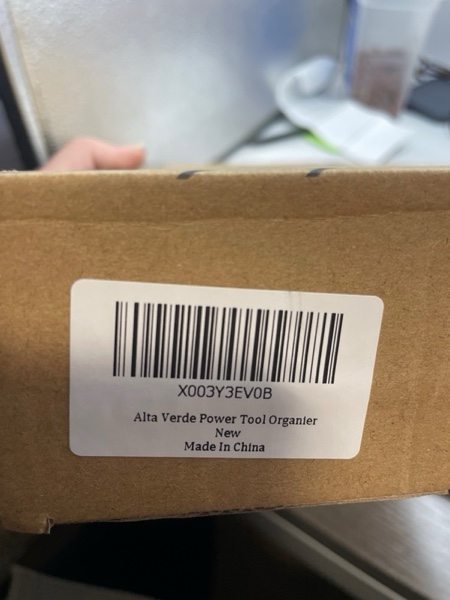 X003Y3EV0B
Alta Verde Power Tool Organier
New
Made In China